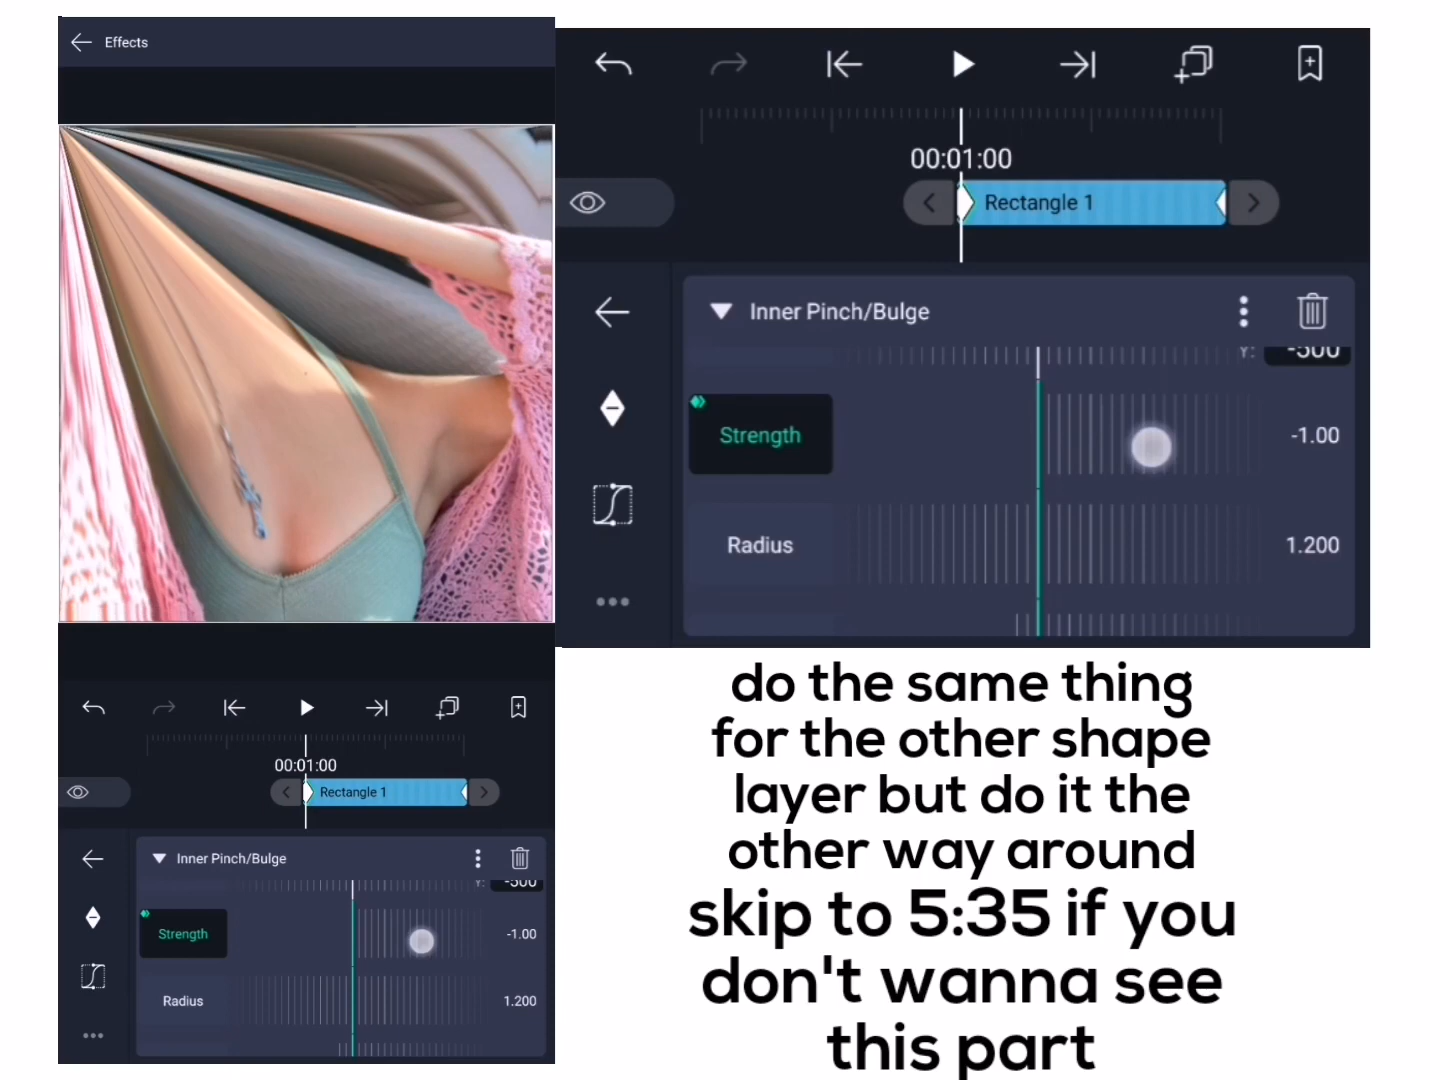 Effects
00:01:00
Rectangle 1
Inner Pinch/Bulge
Y: -500
Strength -1.00
Radius 1.200
00:01:00
Rectangle 1
Inner Pinch/Bulge
Y: -500
Strength -1.00
Radius 1.200
do the same thing
for the other shape
layer but do it the
other way around
skip to 5:35 if you
don't wanna see
this part